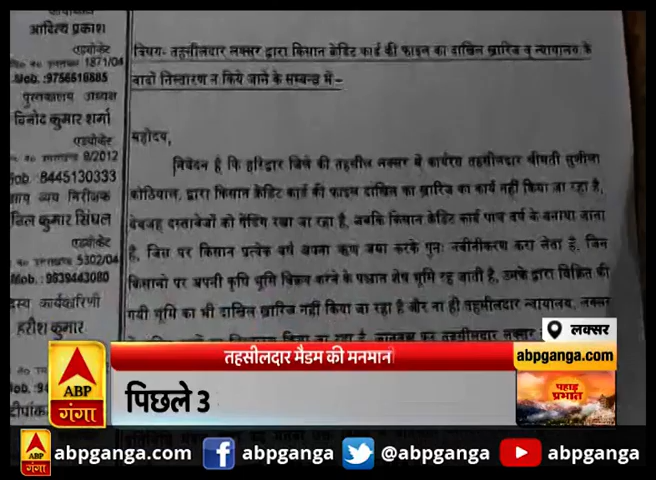 आदित्य प्रकाश
एडवोकेट
1871/04
Mob.:9756516885
पुस्तकालय अध्यक्ष
विनोद कुमार शर्मा
एडवोकेट
8/2012
8445130333
आय व्यय निरीक्षक
कुमार सिंघल
एडवोकेट
5302/04
Mob. :9639443080
कार्यकारिणी
हरीश कुमार
विषय- तहसीलदार लक्सर द्वारा किसान क्रेडिट कार्ड की फाइल का दाखिल खारिज व न्यायालय के
वादों निस्तारण न किये जाने के सम्बन्ध में-
महोदय,
निवेदन है कि हरिद्वार जिले की तहसील लक्सर में कार्यरत तहसीलदार श्रीमती सुनीला
कोठियाल, द्वारा किसान क्रेडिट कार्ड की फाइल दाखिल का खारिज का कार्य नहीं किया जा रहा है,
बेवजह दस्तावेजों को पेंडिंग रखा जा रहा है, जबकि किसान क्रेडिट कार्ड पांच वर्ष के बनाया जाता
है, जिस पर किसान प्रत्येक वर्ष अपना ऋण जमा करके पुनः नवीनीकरण करा लेता है, जिन
किसानों पर अपनी कृषि भूमि विक्रय करने के पश्चात शेष भूमि रह जाती है, उनके द्वारा विक्रित की
गयी भूमि का भी दाखिल खारिज नहीं किया जा रहा है और ना ही तहसीलदार न्यायालय, लक्सर
लक्सर
abpganga.com
पहाड़
प्रभात
तहसीलदार मैडम की मनमान
पिछले 3
ABP
गंगा
ABP
गंगा
abpganga.com
abpganga
@abpganga
abpganga